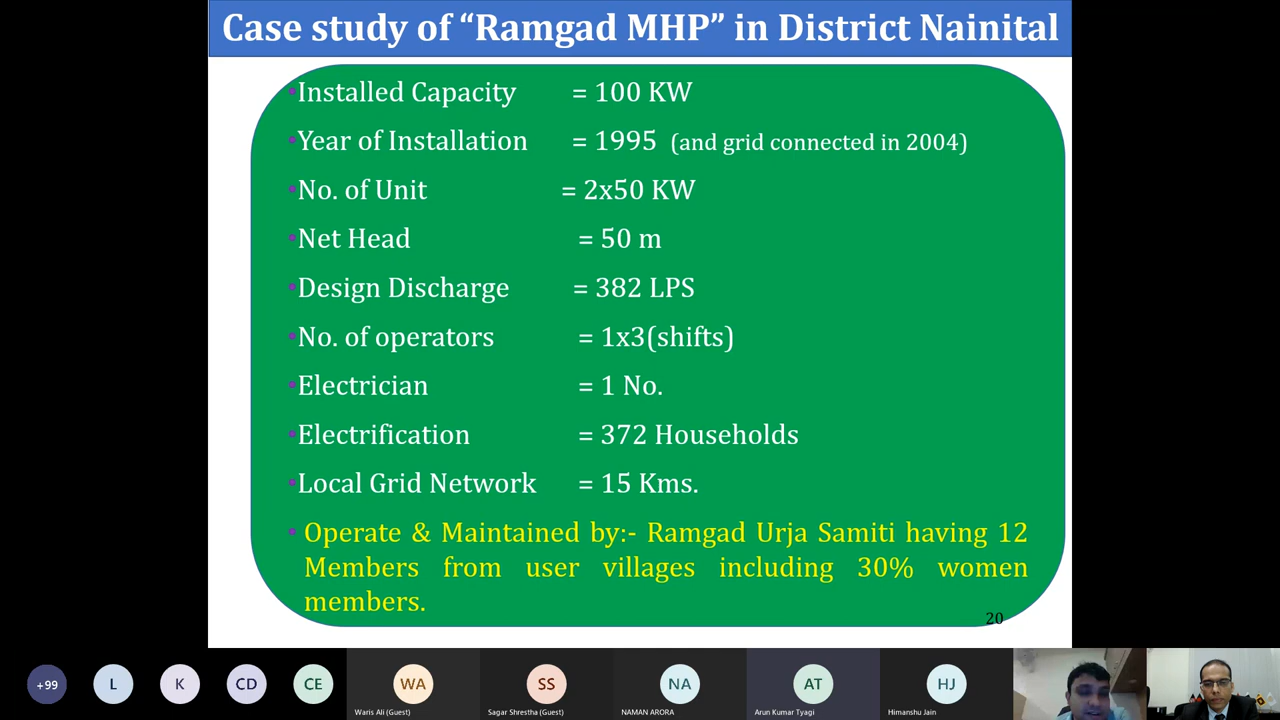 Case study of “Ramgad MHP” in District Nainital
•Installed Capacity = 100 KW
•Year of Installation = 1995 (and grid connected in 2004)
•No. of Unit = 2x50 KW
•Net Head = 50 m
•Design Discharge = 382 LPS
•No. of operators = 1x3(shifts)
•Electrician = 1 No.
•Electrification = 372 Households
•Local Grid Network = 15 Kms.
• Operate & Maintained by:- Ramgad Urja Samiti having 12
Members from user villages including 30% women
members.
20
+99 L K CD CE WA SS NA AT HJ
Waris Ali (Guest) Sagar Shrestha (Guest) NAMAN ARORA Arun Kumar Tyagi Himanshu Jain